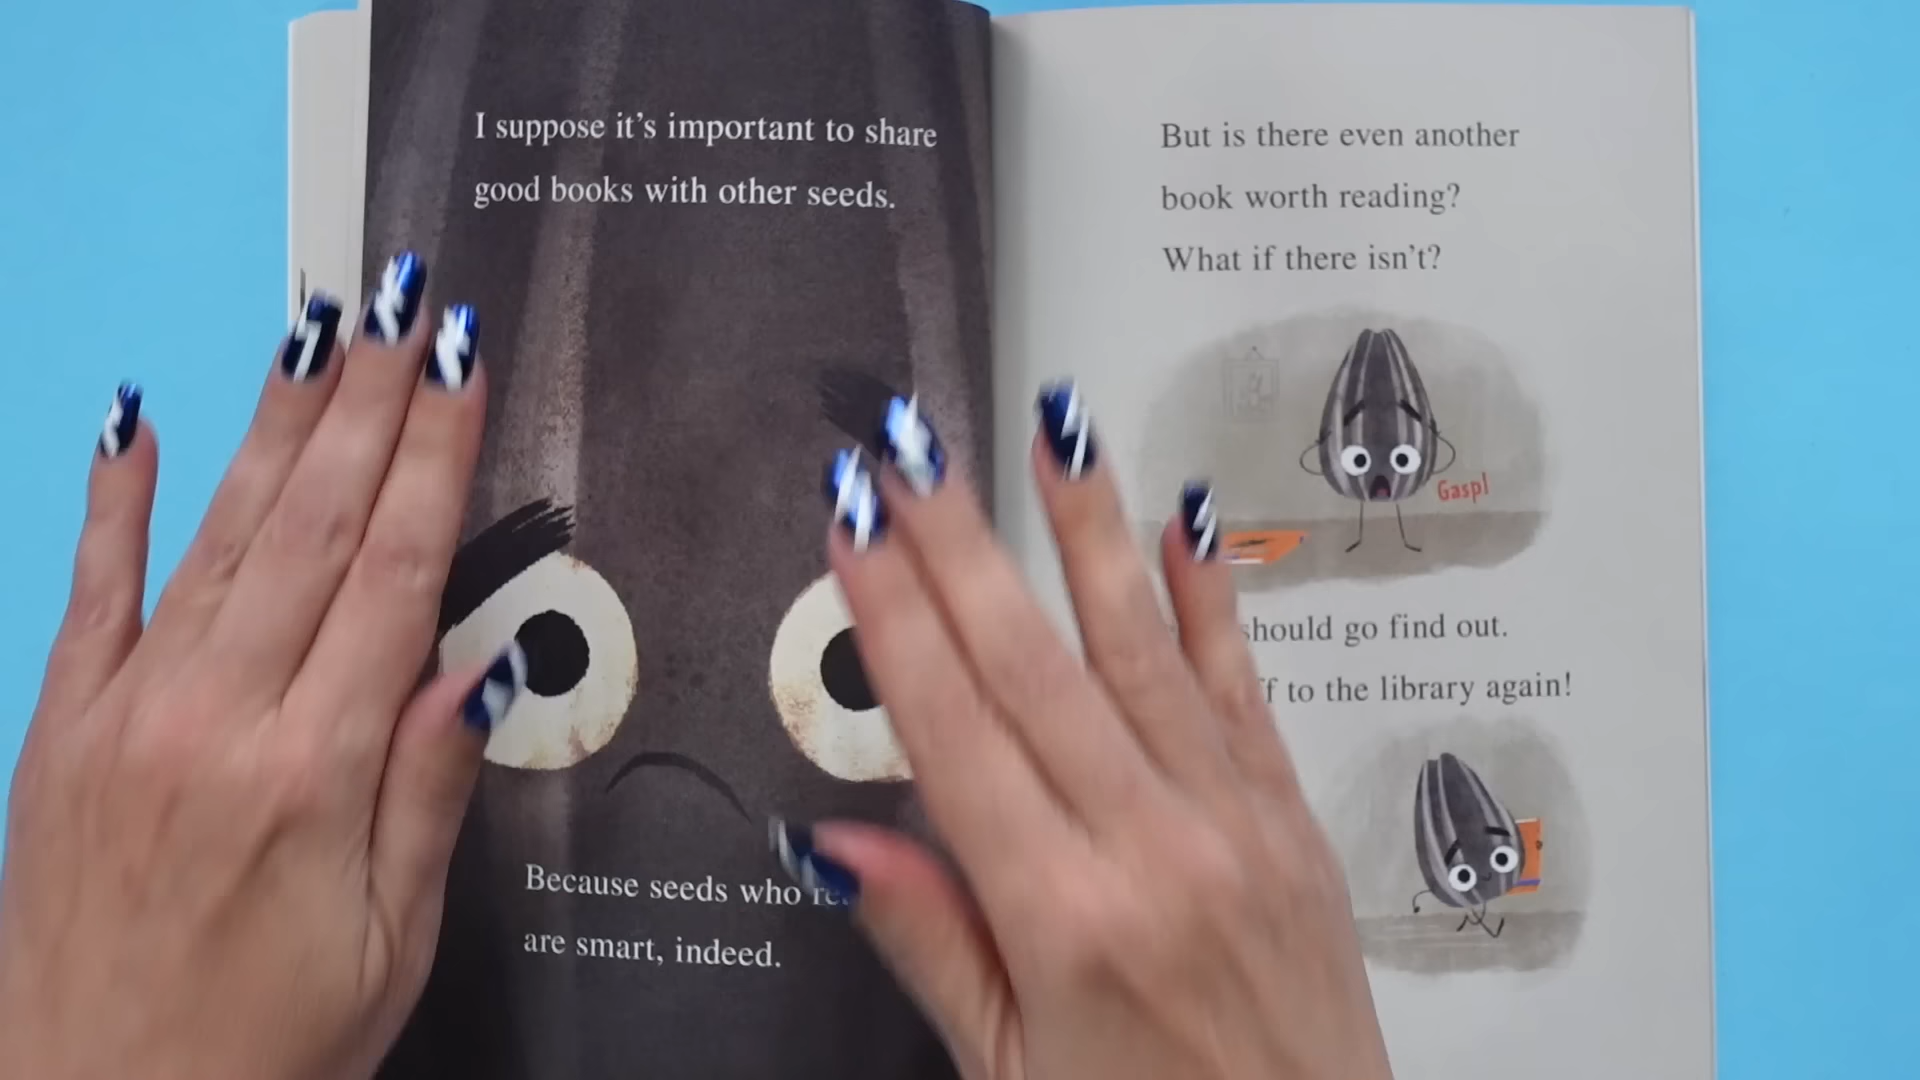 I suppose it's important to share
good books with other seeds.
Because seeds who
are smart, indeed.
But is there even another
book worth reading?
What if there isn't?
Gasp!
should go find out.
to the library again!